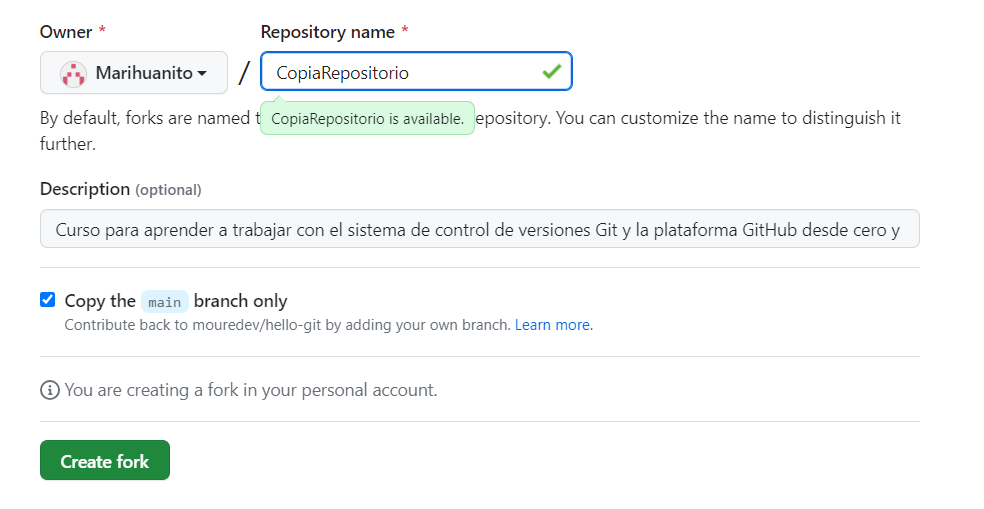 Owner *
Repository name *
Marihuanito
/
CopiaRepositorio
By default, forks are named t
CopiaRepositorio is available.
epository. You can customize the name to distinguish it
further.
Description (optional)
Curso para aprender a trabajar con el sistema de control de versiones Git y la plataforma GitHub desde cero y
Copy the main branch only
Contribute back to mouredev/hello-git by adding your own branch. Learn more.
You are creating a fork in your personal account.
Create fork